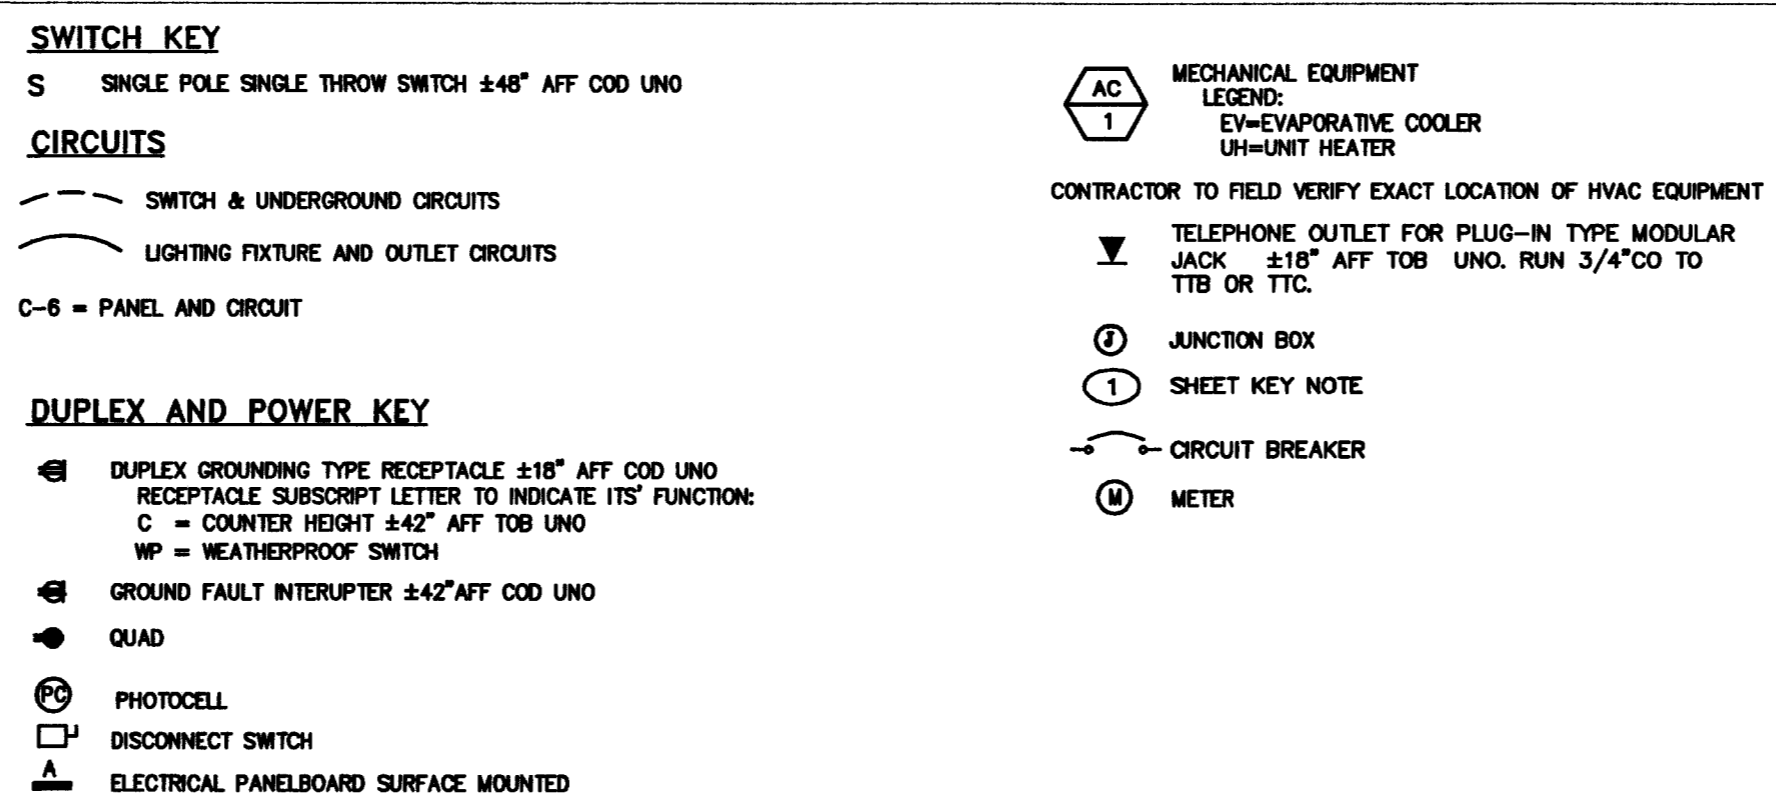 SWITCH KEY
S SINGLE POLE SINGLE THROW SWITCH ±48" AFF COD UNO
CIRCUITS
SWITCH & UNDERGROUND CIRCUITS
LIGHTING FIXTURE AND OUTLET CIRCUITS
C-6 = PANEL AND CIRCUIT
DUPLEX AND POWER KEY
DUPLEX GROUNDING TYPE RECEPTACLE ±18" AFF COD UNO
RECEPTACLE SUBSCRIPT LETTER TO INDICATE ITS' FUNCTION:
C = COUNTER HEIGHT ±42" AFF TOB UNO
WP = WEATHERPROOF SWITCH
GROUND FAULT INTERUPTER ±42"AFF COD UNO
QUAD
PC PHOTOCELL
DISCONNECT SWITCH
A ELECTRICAL PANELBOARD SURFACE MOUNTED
AC
1
MECHANICAL EQUIPMENT
LEGEND:
EV=EVAPORATIVE COOLER
UH=UNIT HEATER
CONTRACTOR TO FIELD VERIFY EXACT LOCATION OF HVAC EQUIPMENT
TELEPHONE OUTLET FOR PLUG-IN TYPE MODULAR
JACK ±18" AFF TOB UNO. RUN 3/4"CO TO
TTB OR TTC.
J JUNCTION BOX
1 SHEET KEY NOTE
CIRCUIT BREAKER
M METER